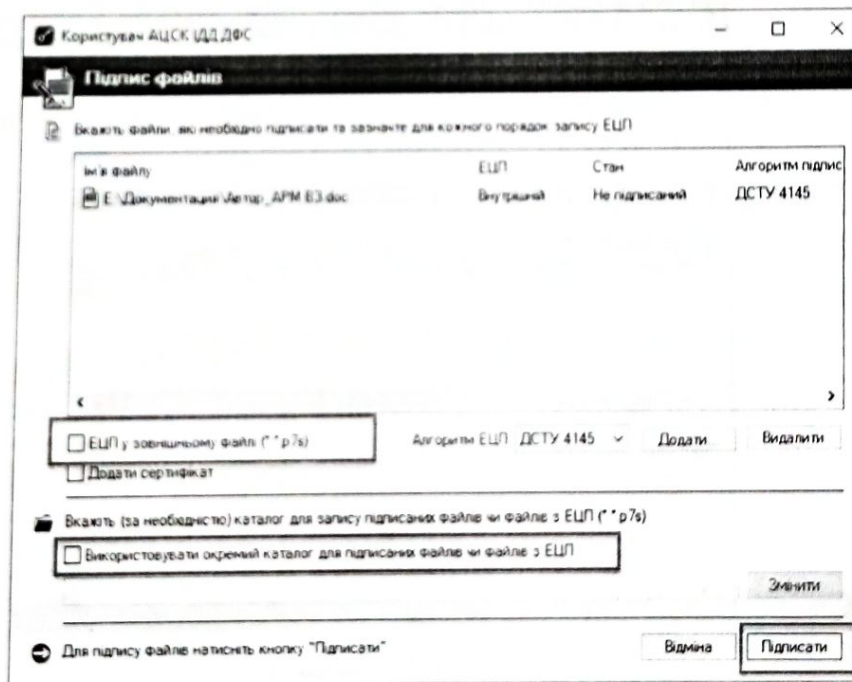 Користувач АЦСК ІДД ДФС
Підпис файлів
Вкажіть файли, які необхідно підписати та зазначте для кожного порядок запису ЕЦП
Ім'я файлу ЕЦП Стан Алгоритм підпис
E:\Документация\Автор_АРМ ВЗ.doc Внутрішній Не підписаний ДСТУ 4145
ЕЦП у зовнішньому файлі (*.*.p7s) Алгоритм ЕЦП ДСТУ 4145 Додати... Видалити
Додати сертифікат
Вкажіть (за необхідністю) каталог для запису підписаних файлів чи файлів з ЕЦП (*.*.p7s)
Використовувати окремий каталог для підписаних файлів чи файлів з ЕЦП
Змінити
Для підпису файлів натисніть кнопку "Підписати" Відміна Підписати